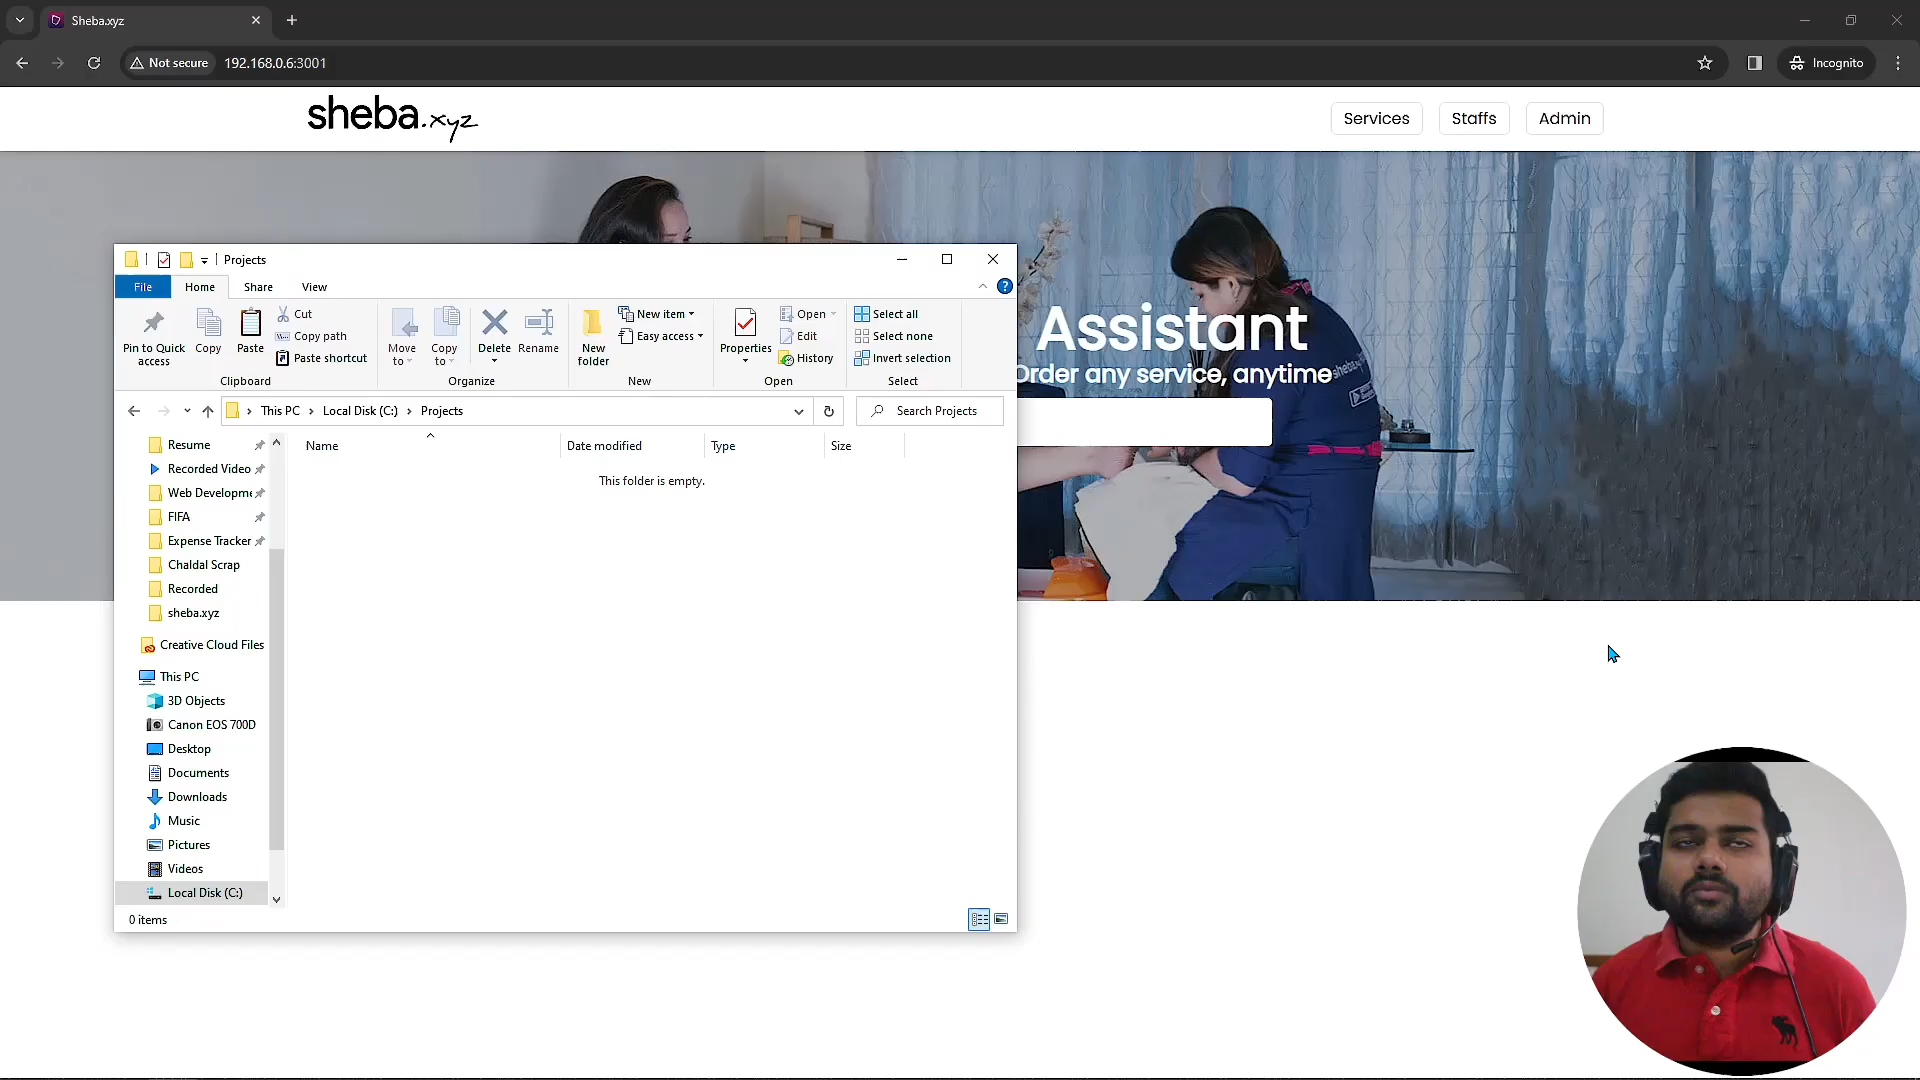 Sheba.xyz
Not secure
192.168.0.6:3001
Incognito
sheba.xyz
Services
Staffs
Admin
Assistant
Order any service, anytime
Projects
File
Home
Share
View
Pin to Quick access
Copy
Paste
Cut
Copy path
Paste shortcut
Clipboard
Move to
Copy to
Delete
Rename
Organize
New folder
New item
Easy access
New
Properties
Open
Edit
History
Open
Select all
Select none
Invert selection
Select
This PC
Local Disk (C:)
Projects
Search Projects
Name
Date modified
Type
Size
This folder is empty.
Resume
Recorded Video
Web Developme
FIFA
Expense Tracker
Chaldal Scrap
Recorded
sheba.xyz
Creative Cloud Files
This PC
3D Objects
Canon EOS 700D
Desktop
Documents
Downloads
Music
Pictures
Videos
Local Disk (C:)
0 items